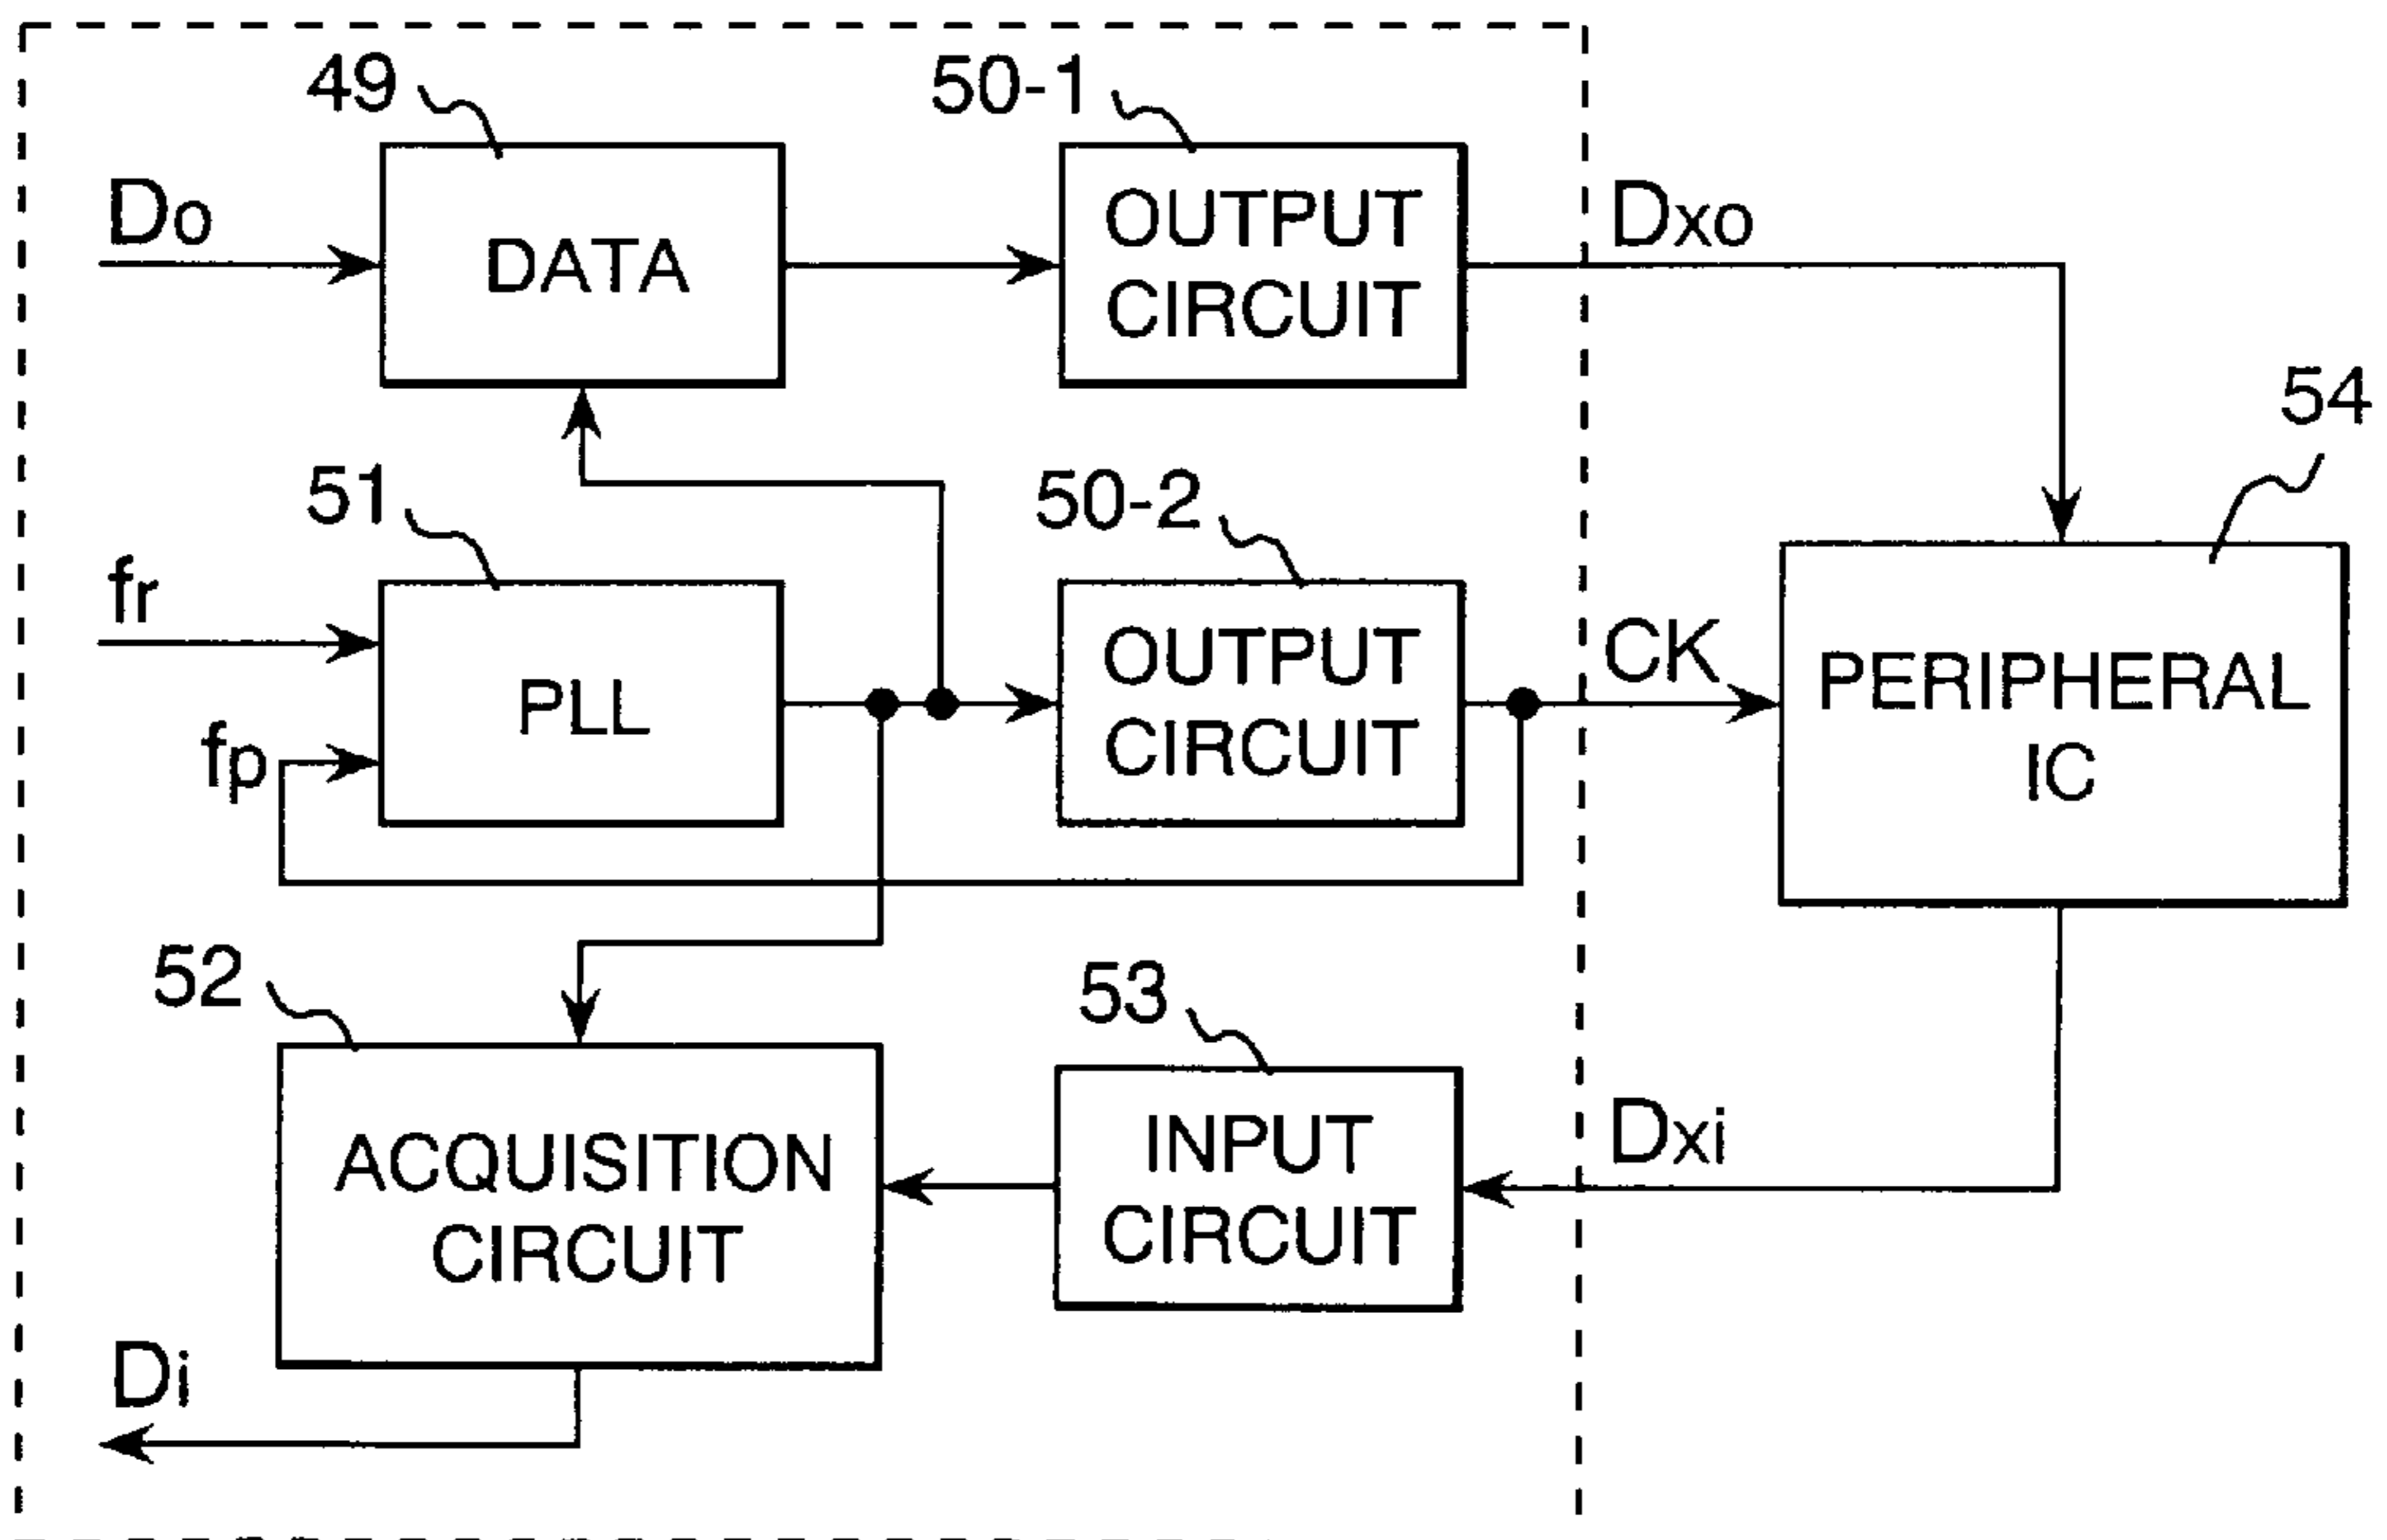 49
50-1
Do
DATA
OUTPUT
CIRCUIT
Dxo
54
51
50-2
fr
PLL
OUTPUT
CIRCUIT
CK
PERIPHERAL
IC
fp
52
53
ACQUISITION
CIRCUIT
INPUT
CIRCUIT
Dxi
Di